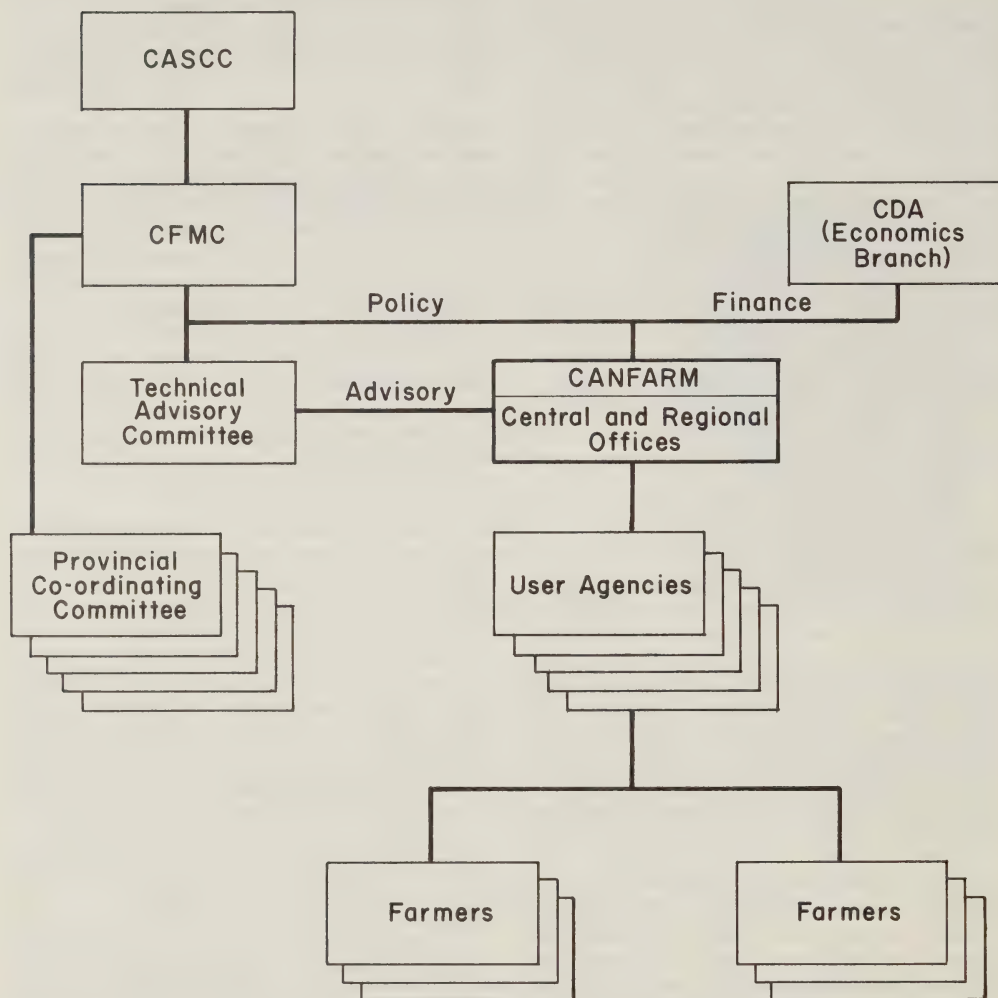 CASCC
CFMC
CDA
(Economics
Branch)
Policy
Finance
Technical
Advisory
Committee
Advisory
CANFARM
Central and Regional
Offices
Provincial
Co-ordinating
Committee
User Agencies
Farmers
Farmers